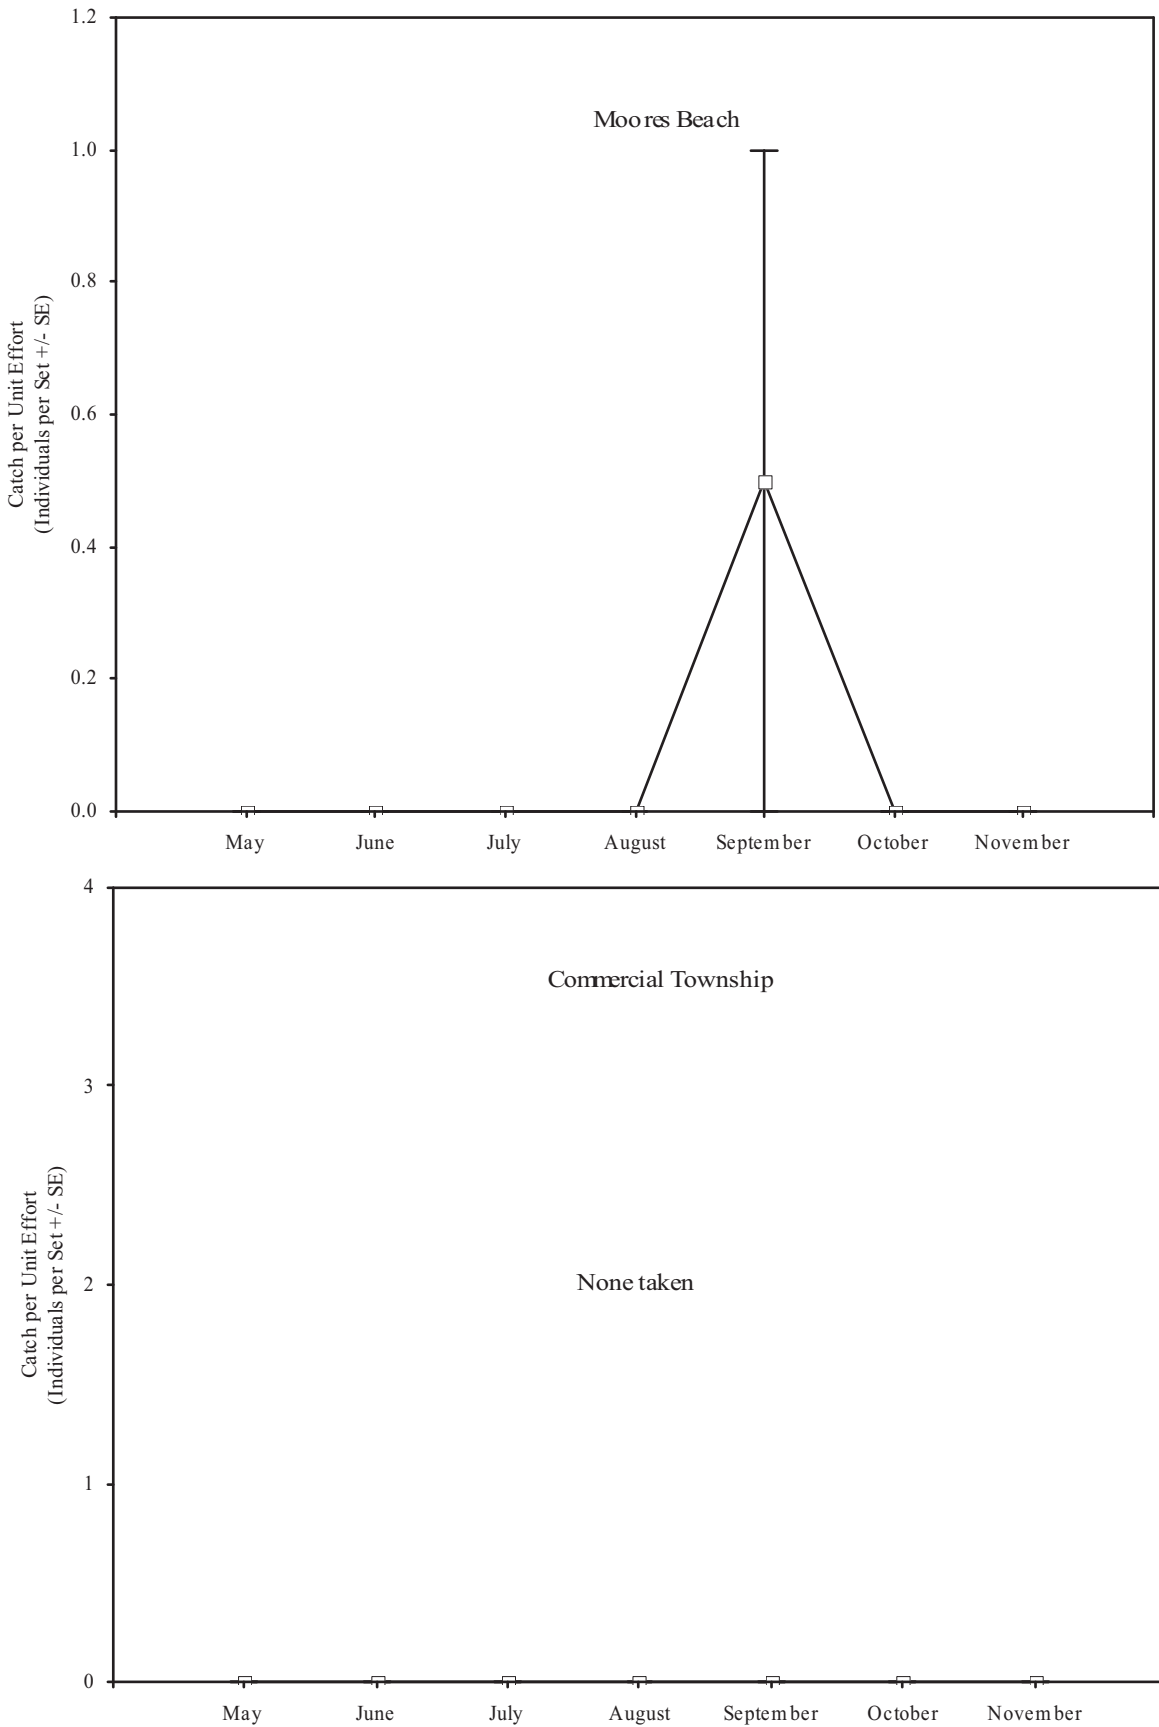 1.2
Moores Beach
1.0
0.8
0.6
0.4
0.2
0.0
Catch per Unit Effort
(Individuals per Set +/- SE)
May June July August September October November
4
Commercial Township
3
None taken
2
1
0
Catch per Unit Effort
(Individuals per Set +/- SE)
May June July August September October November